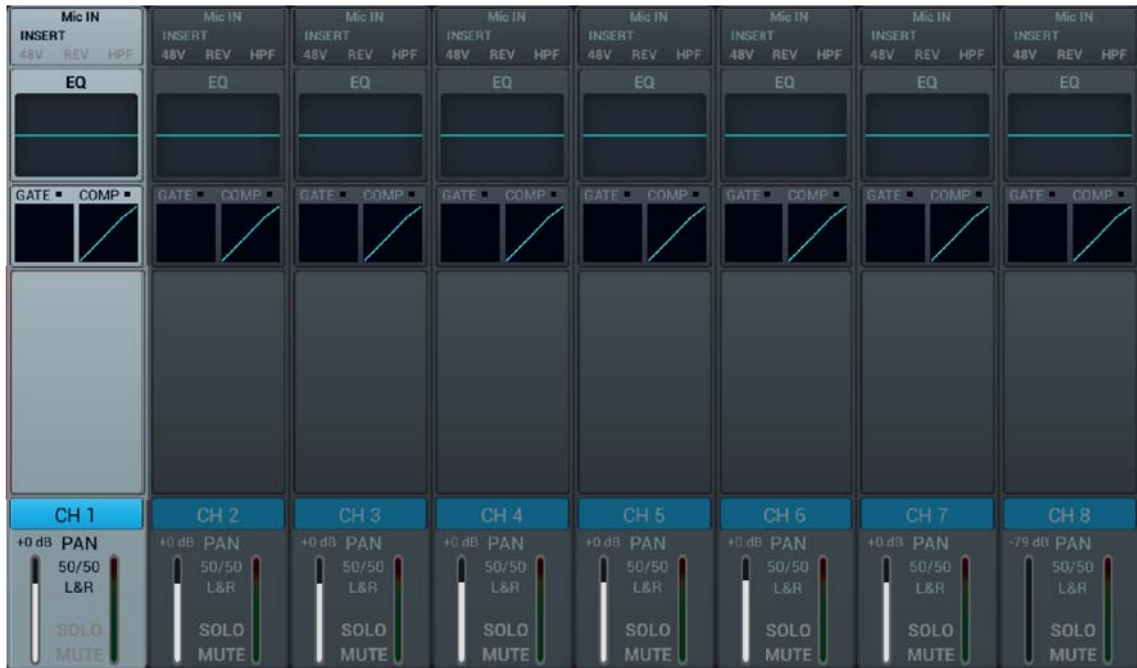 Mic IN Mic IN Mic IN Mic IN Mic IN Mic IN Mic IN Mic IN
INSERT INSERT INSERT INSERT INSERT INSERT INSERT INSERT
48V REV HPF 48V REV HPF 48V REV HPF 48V REV HPF 48V REV HPF 48V REV HPF 48V REV HPF 48V REV HPF
EQ EQ EQ EQ EQ EQ EQ EQ
GATE COMP GATE COMP GATE COMP GATE COMP GATE COMP GATE COMP GATE COMP GATE COMP
CH 1 CH 2 CH 3 CH 4 CH 5 CH 6 CH 7 CH 8
+0 dB PAN +0 dB PAN +0 dB PAN +0 dB PAN +0 dB PAN +0 dB PAN +0 dB PAN -79 dB PAN
50/50 50/50 50/50 50/50 50/50 50/50 50/50 50/50
L&R L&R L&R L&R L&R L&R L&R L&R
SOLO SOLO SOLO SOLO SOLO SOLO SOLO SOLO
MUTE MUTE MUTE MUTE MUTE MUTE MUTE MUTE